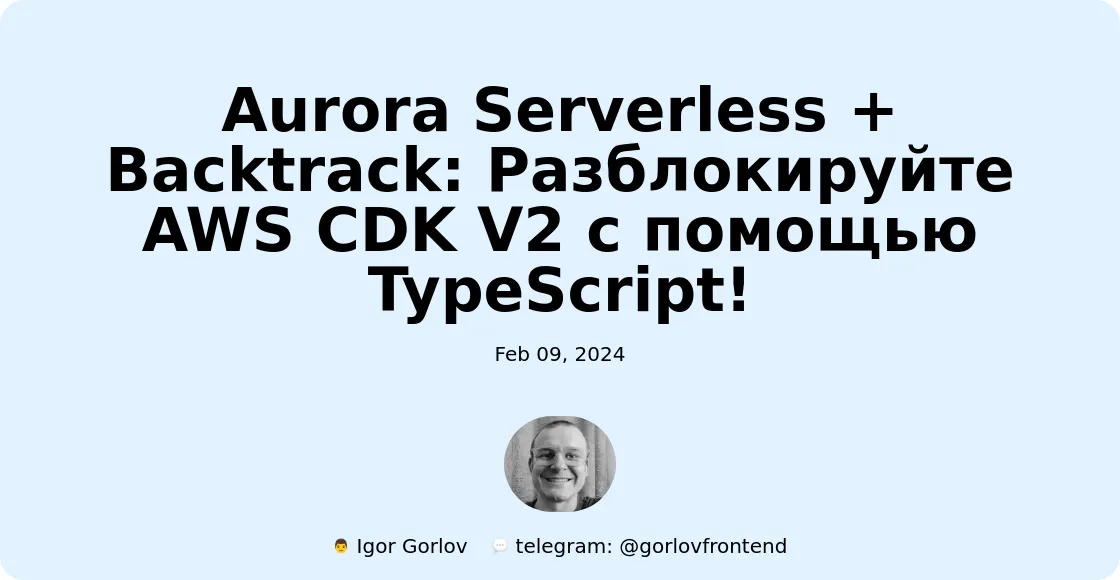 Aurora Serverless +
Backtrack: Разблокируйте
AWS CDK V2 с помощью
TypeScript!
Feb 09, 2024
Igor Gorlov telegram: @gorlovfrontend